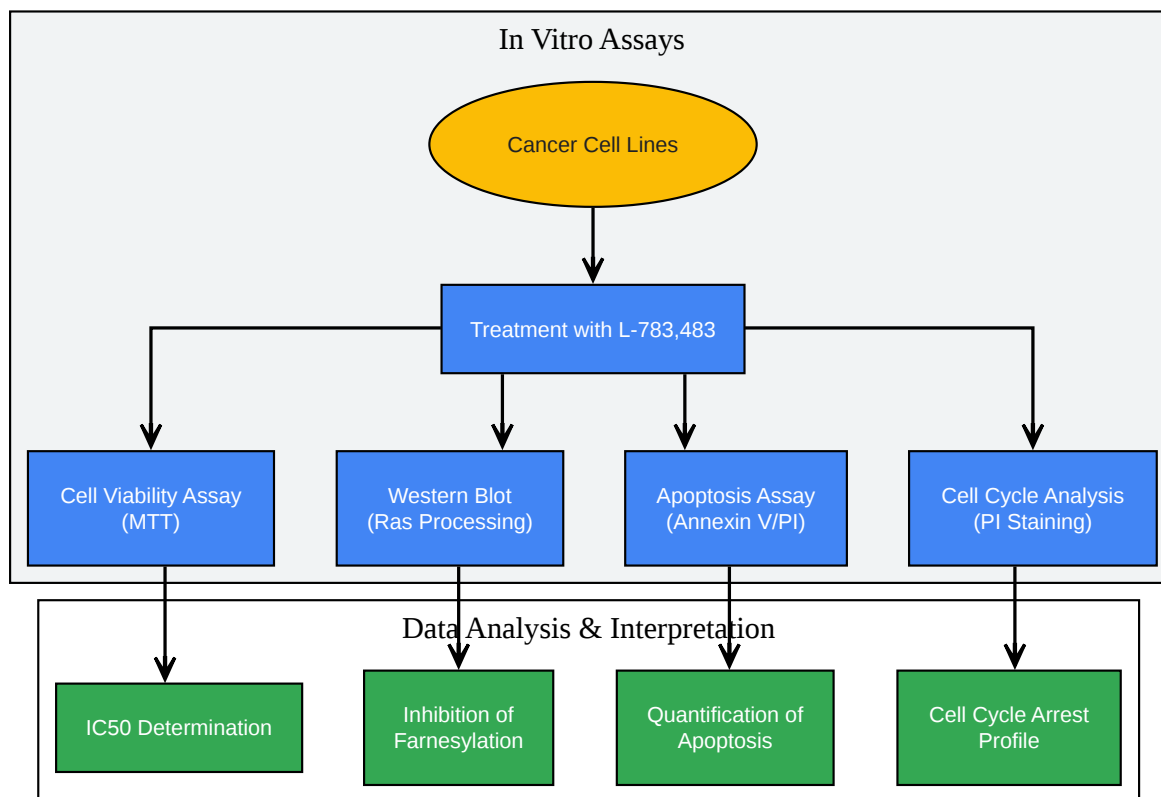 In Vitro Assays
Cancer Cell Lines
Treatment with L-783,483
Cell Viability Assay
(MTT)
Western Blot
(Ras Processing)
Apoptosis Assay
(Annexin V/PI)
Cell Cycle Analysis
(PI Staining)
Data Analysis & Interpretation
IC50 Determination
Inhibition of
Farnesylation
Quantification of
Apoptosis
Cell Cycle Arrest
Profile